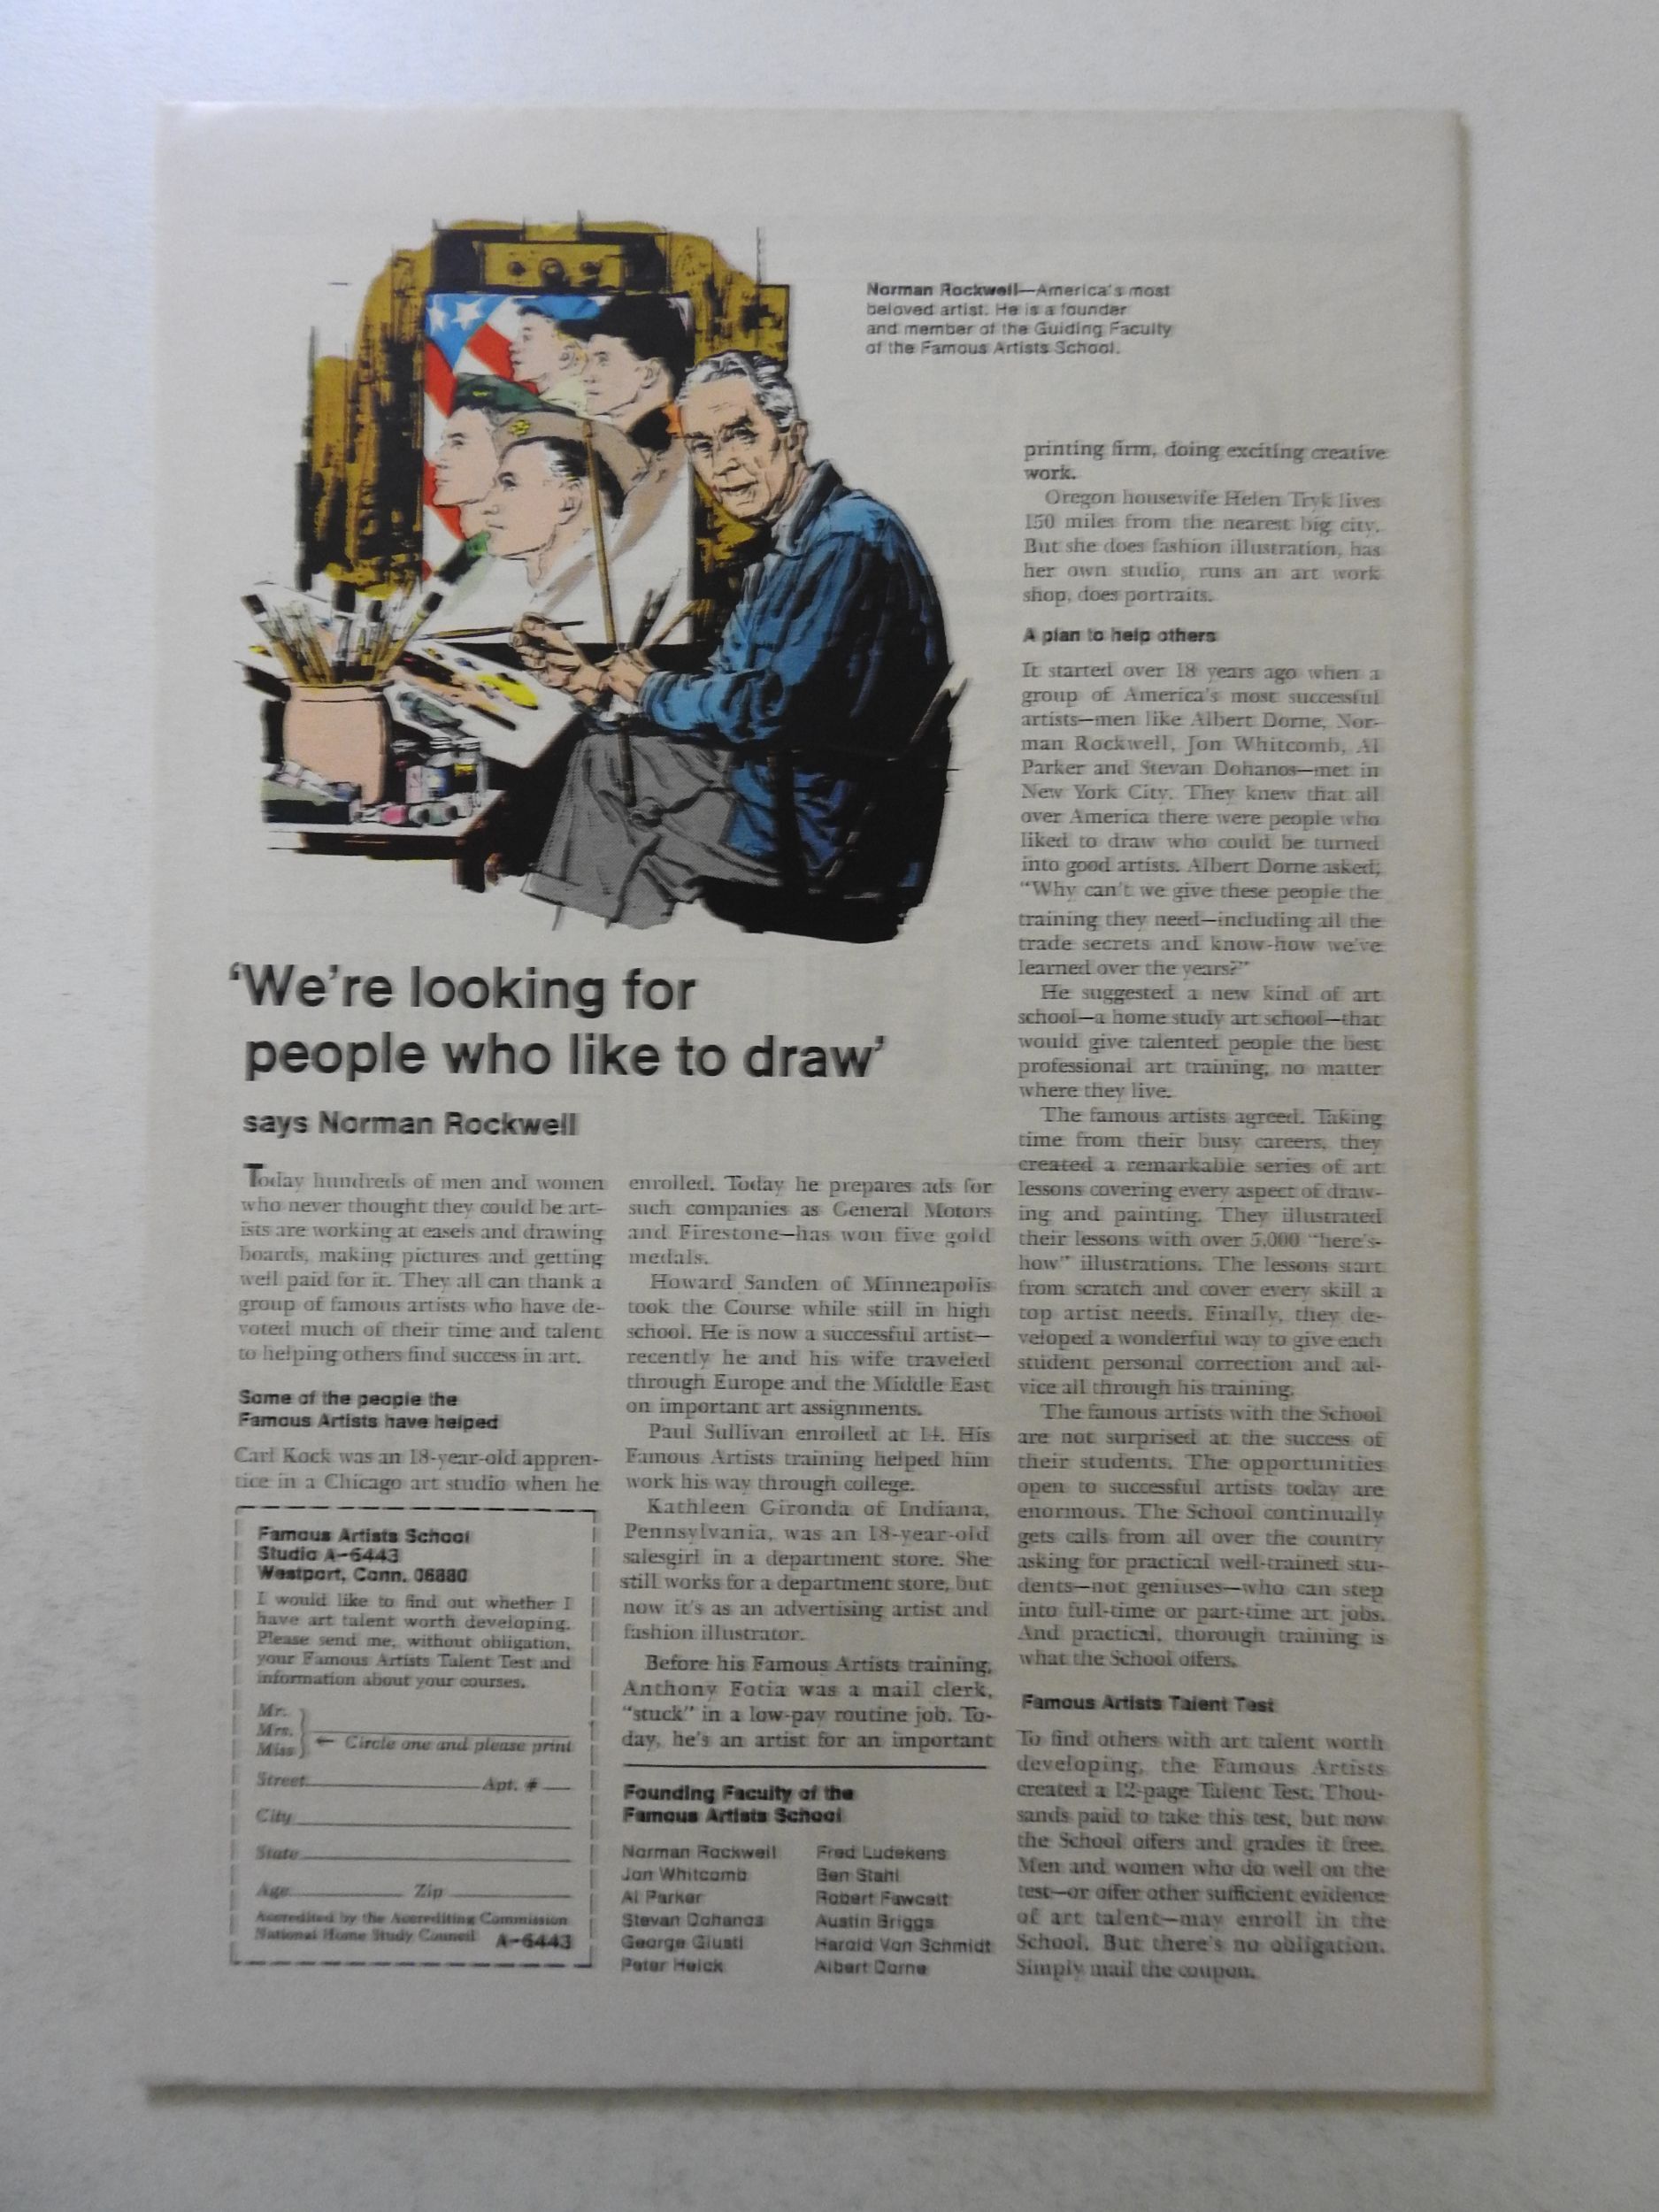 Norman Rockwell—America's most
beloved artist. He is a founder
and member of the Guiding Faculty
of the Famous Artists School.
'We're looking for
people who like to draw'
says Norman Rockwell
Today hundreds of men and women
who never thought they could be art-
ists are working at easels and drawing
boards, making pictures and getting
well paid for it. They all can thank a
group of famous artists who have de-
voted much of their time and talent
to helping others find success in art.
Some of the people the
Famous Artists have helped
Carl Kock was an 18-year-old appren-
tice in a Chicago art studio when he
enrolled. Today he prepares ads for
such companies as General Motors
and Firestone—has won five gold
medals.
Howard Sanden of Minneapolis
took the Course while still in high
school. He is now a successful artist—
recently he and his wife traveled
through Europe and the Middle East
on important art assignments.
Paul Sullivan enrolled at 14. His
Famous Artists training helped him
work his way through college.
Kathleen Gironda of Indiana,
Pennsylvania, was an 18-year-old
salesgirl in a department store. She
still works for a department store, but
now it's as an advertising artist and
fashion illustrator.
Before his Famous Artists training,
Anthony Fotia was a mail clerk,
"stuck" in a low-pay routine job. To-
day, he's an artist for an important
printing firm, doing exciting creative
work.
Oregon housewife Helen Tryk lives
150 miles from the nearest big city.
But she does fashion illustration, has
her own studio, runs an art work
shop, does portraits.
A plan to help others
It started over 18 years ago when a
group of America's most successful
artists—men like Albert Dorne, Nor-
man Rockwell, Jon Whitcomb, Al
Parker and Stevan Dohanos—met in
New York City. They knew that all
over America there were people who
liked to draw who could be turned
into good artists. Albert Dorne asked,
"Why can't we give these people the
training they need—including all the
trade secrets and know-how we've
learned over the years?"
He suggested a new kind of art
school—a home study art school—that
would give talented people the best
professional art training, no matter
where they live.
The famous artists agreed. Taking
time from their busy careers, they
created a remarkable series of art
lessons covering every aspect of draw-
ing and painting. They illustrated
their lessons with over 5,000 "here's-
how" illustrations. The lessons start
from scratch and cover every skill a
top artist needs. Finally, they de-
veloped a wonderful way to give each
student personal correction and ad-
vice all through his training.
The famous artists with the School
are not surprised at the success of
their students. The opportunities
open to successful artists today are
enormous. The School continually
gets calls from all over the country
asking for practical well-trained stu-
dents—not geniuses—who can step
into full-time or part-time art jobs.
And practical, thorough training is
what the School offers.
Famous Artists Talent Test
To find others with art talent worth
developing, the Famous Artists
created a 12-page Talent Test. Thou-
sands paid to take this test, but now
the School offers and grades it free.
Men and women who do well on the
test—or offer other sufficient evidence
of art talent—may enroll in the
School. But there's no obligation.
Simply mail the coupon.
Famous Artists School
Studio A-6443
Westport, Conn. 06880
I would like to find out whether I
have art talent worth developing.
Please send me, without obligation,
your Famous Artists Talent Test and
information about your courses.
Mr.
Mrs.
Miss
← Circle one and please print
Street Apt. #
City
State
Age Zip
Accredited by the Accrediting Commission
National Home Study Council A-6443
Founding Faculty of the
Famous Artists School
Norman Rockwell
Jon Whitcomb
Al Parker
Stevan Dohanos
George Giusti
Peter Helck
Fred Ludekens
Ben Stahl
Robert Fawcett
Austin Briggs
Harold Von Schmidt
Albert Dorne